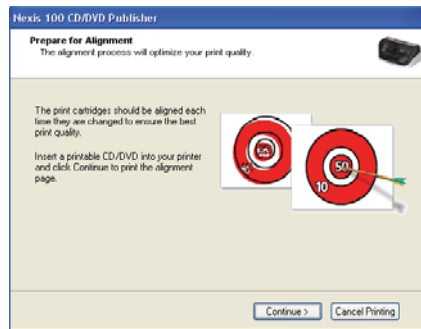 Nexis 100 CD/DVD Publisher
Prepare for Alignment
The alignment process will optimize your print quality.
The print cartridges should be aligned each
time they are changed to ensure the best
print quality.
Insert a printable CD/DVD into your printer
and click Continue to print the alignment
page.
50
10
Continue >
Cancel Printing